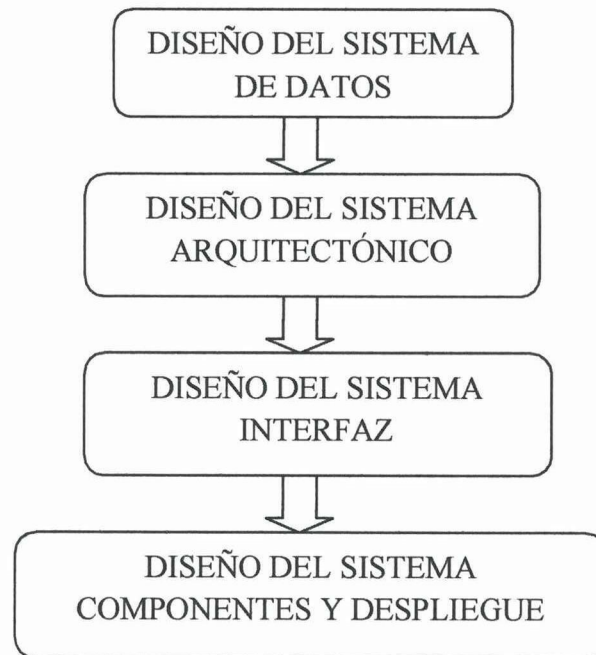 DISEÑO DEL SISTEMA
DE DATOS
DISEÑO DEL SISTEMA
ARQUITECTÓNICO
DISEÑO DEL SISTEMA
INTERFAZ
DISEÑO DEL SISTEMA
COMPONENTES Y DESPLIEGUE